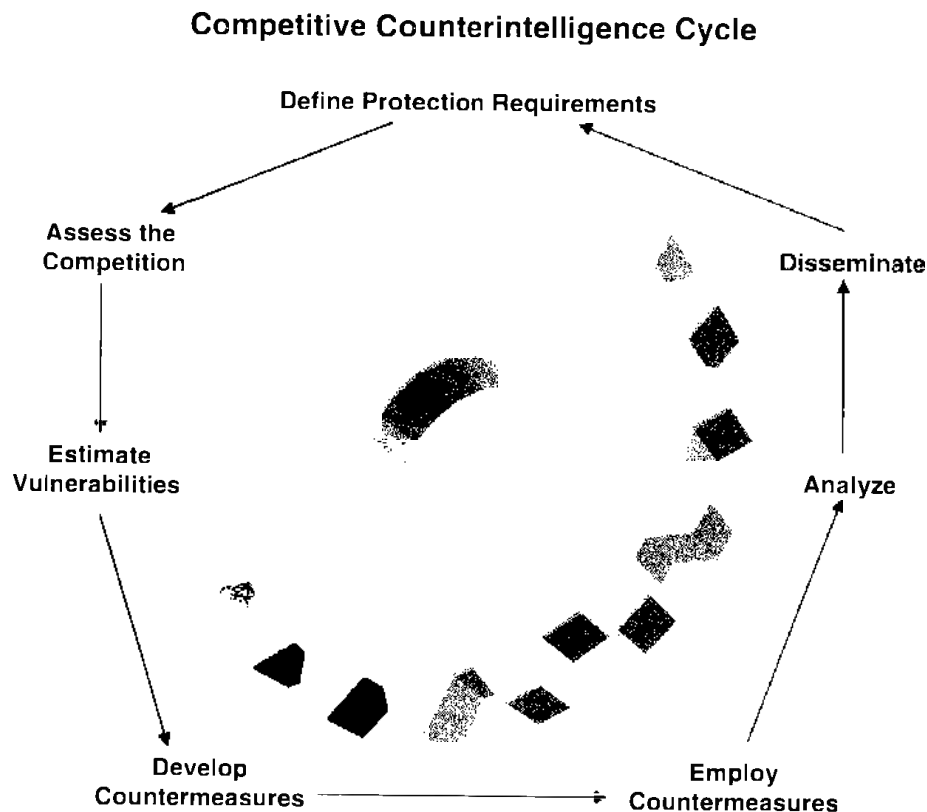 Competitive Counterintelligence Cycle
Define Protection Requirements
Assess the
Competition
Estimate
Vulnerabilities
Develop
Countermeasures
Employ
Countermeasures
Analyze
Disseminate